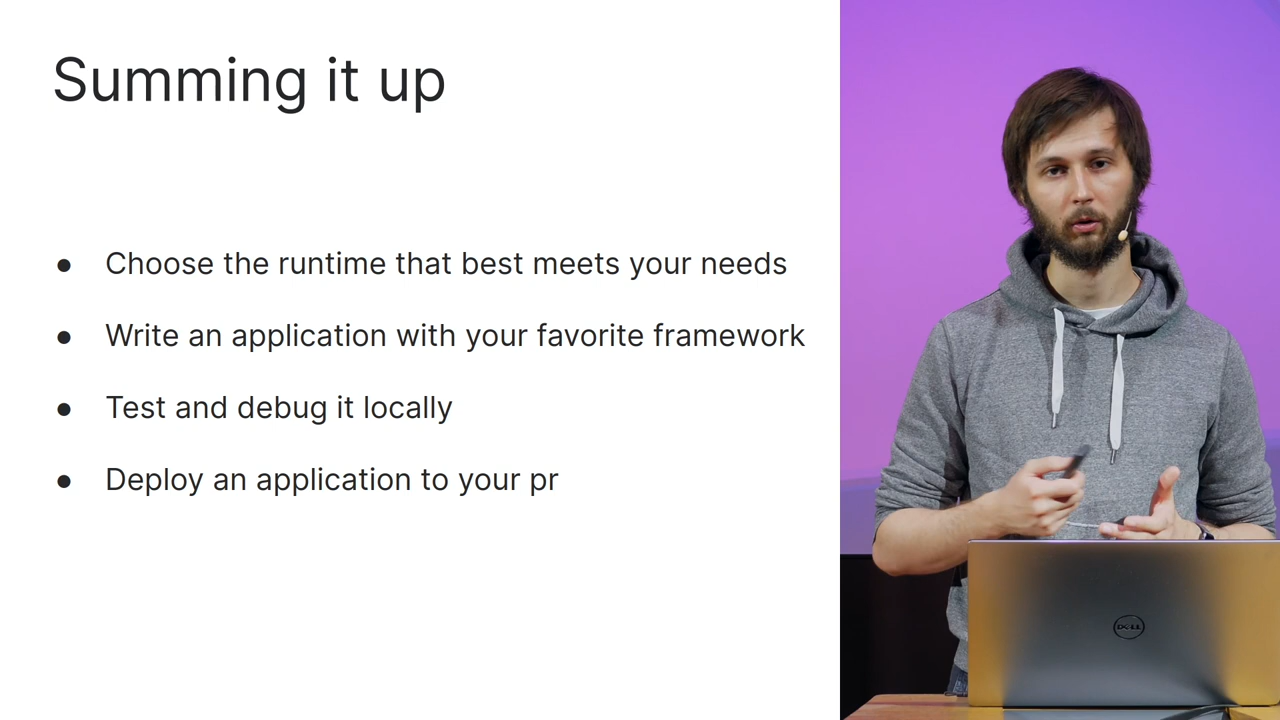 Summing it up
● Choose the runtime that best meets your needs
● Write an application with your favorite framework
● Test and debug it locally
● Deploy an application to your pr
DELL